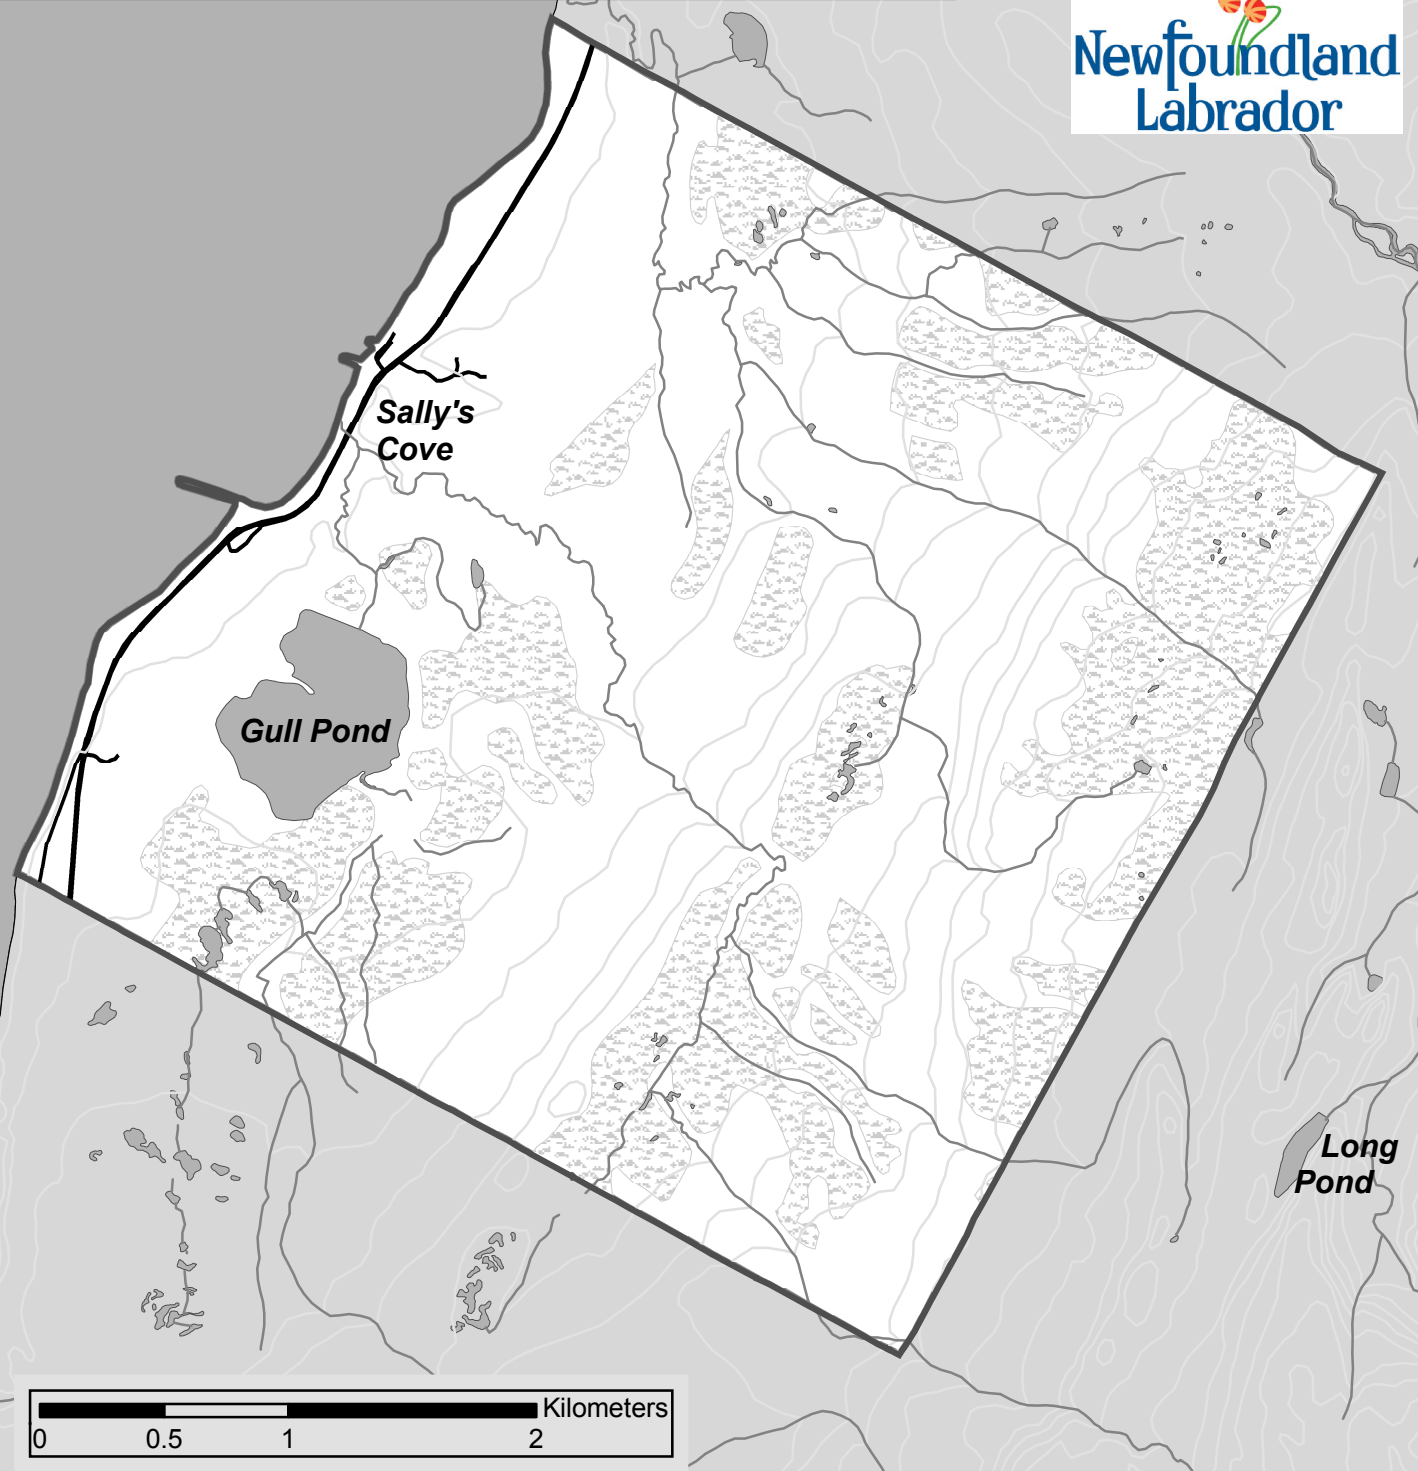 Newfoundland
Labrador
Sally's
Cove
Gull Pond
Long
Pond
Kilometers
0 0.5 1 2